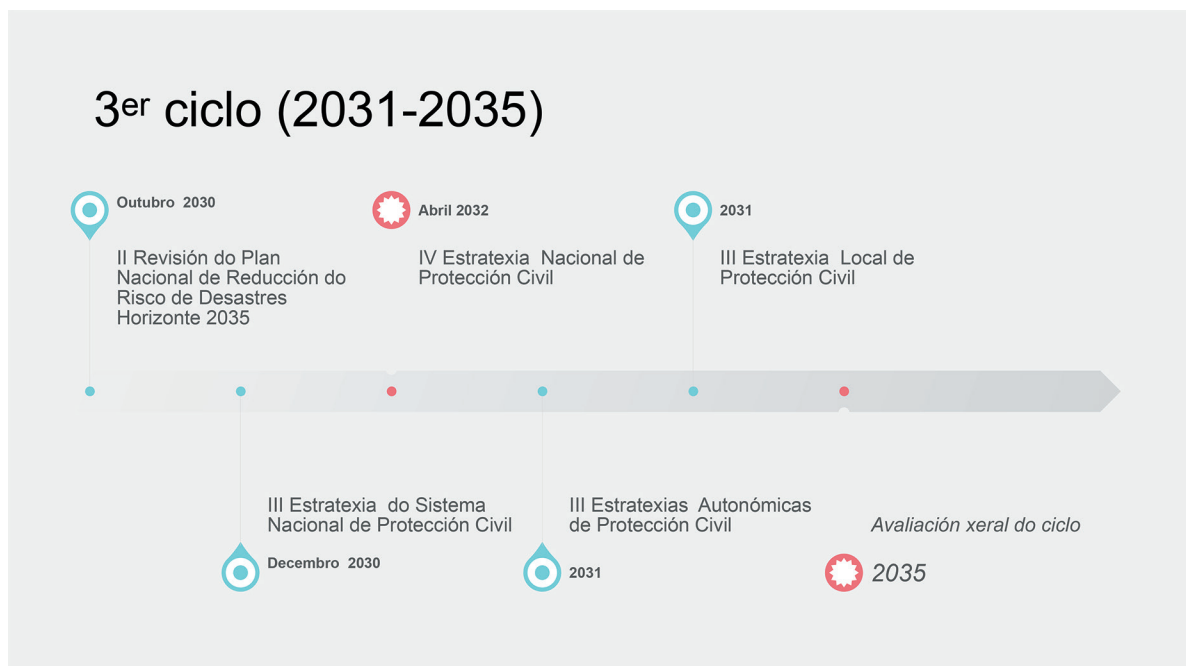 3er ciclo (2031-2035)
Outubro 2030
II Revisión do Plan
Nacional de Reducción do
Risco de Desastres
Horizonte 2035
Abril 2032
IV Estratexia Nacional de
Protección Civil
2031
III Estratexia Local de
Protección Civil
III Estratexia do Sistema
Nacional de Protección Civil
Decembro 2030
III Estratexias Autonómicas
de Protección Civil
2031
Avaliación xeral do ciclo
2035